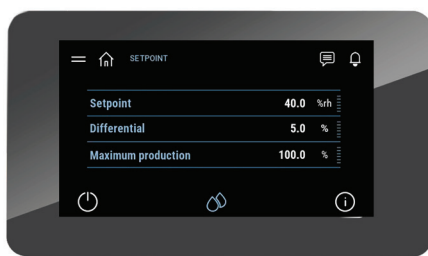 SETPOINT
Setpoint 40.0 %rh
Differential 5.0 %
Maximum production 100.0 %